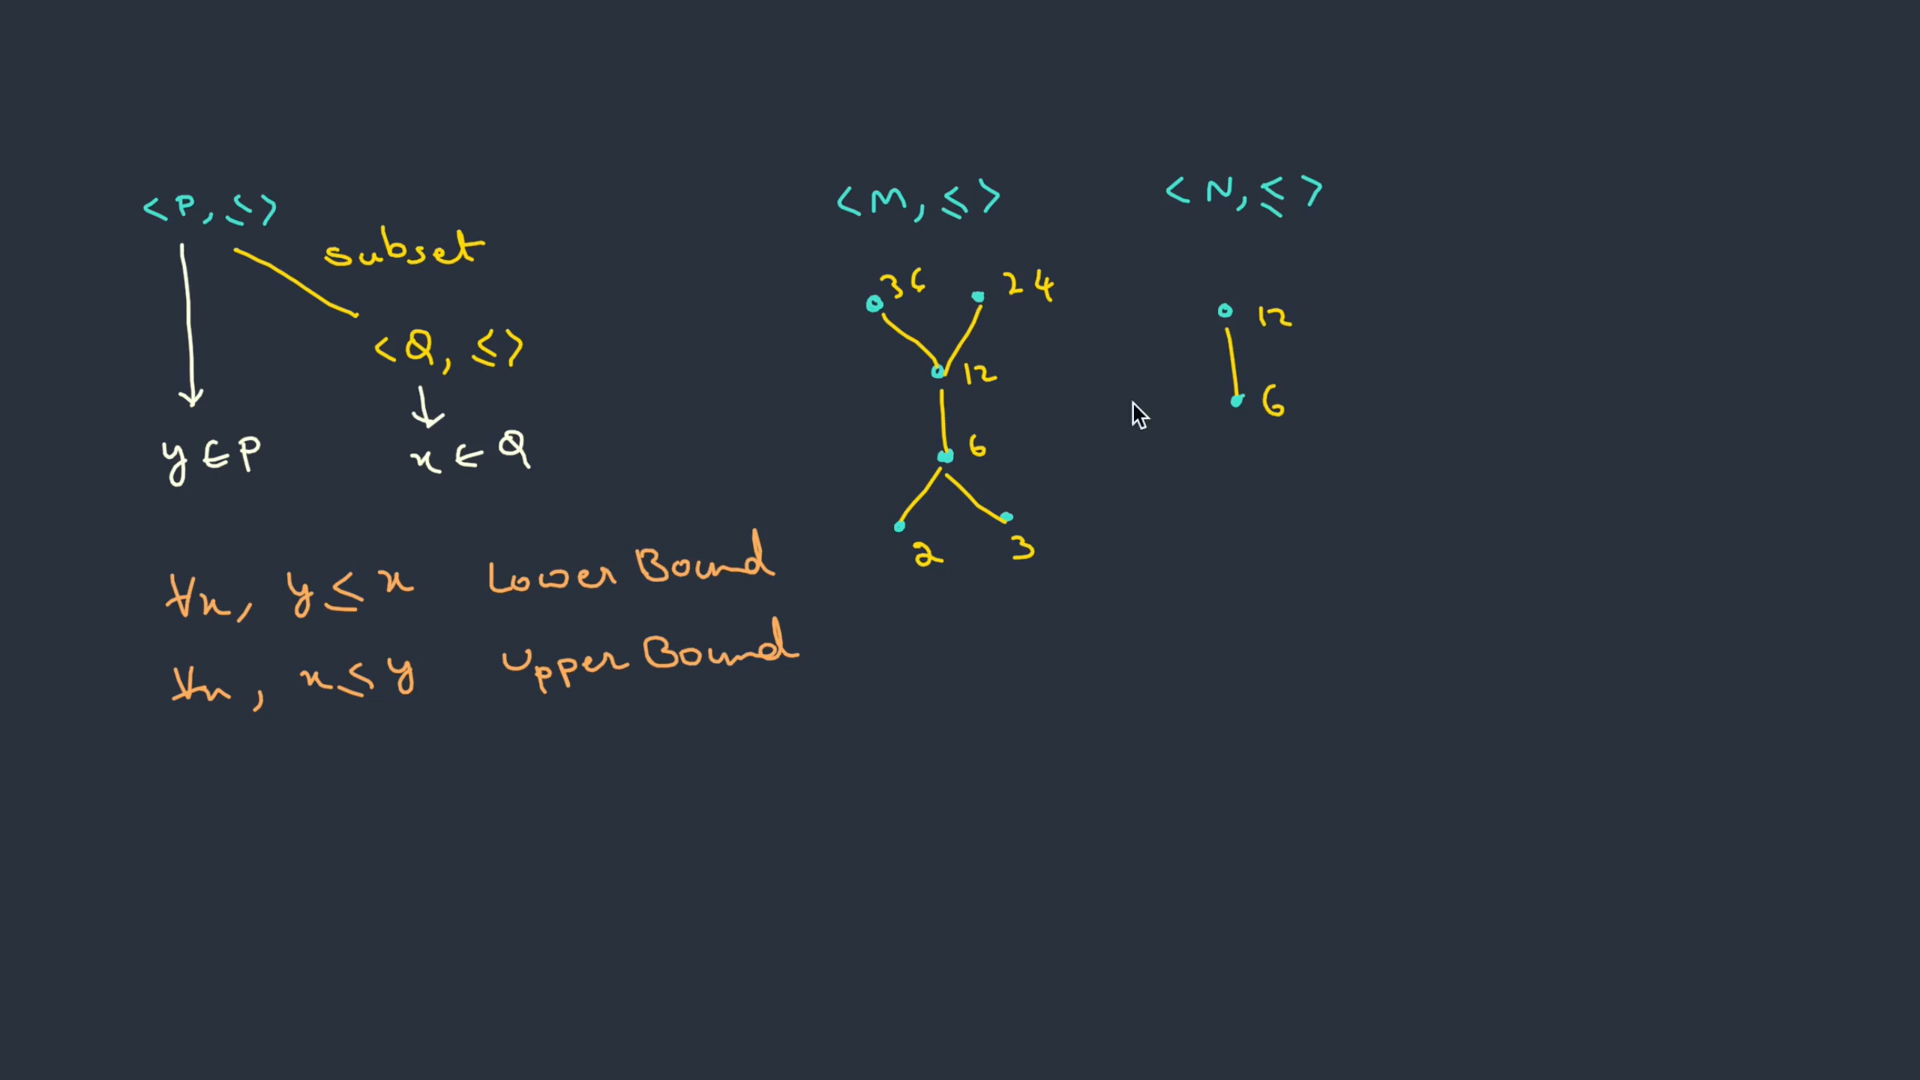 <P, ≤>
subset
<Q, ≤>
y ∈ P
x ∈ Q
∀x, y ≤ x Lower Bound
∀x, x ≤ y Upper Bound
<M, ≤>
36
24
12
6
2
3
<N, ≤>
12
6